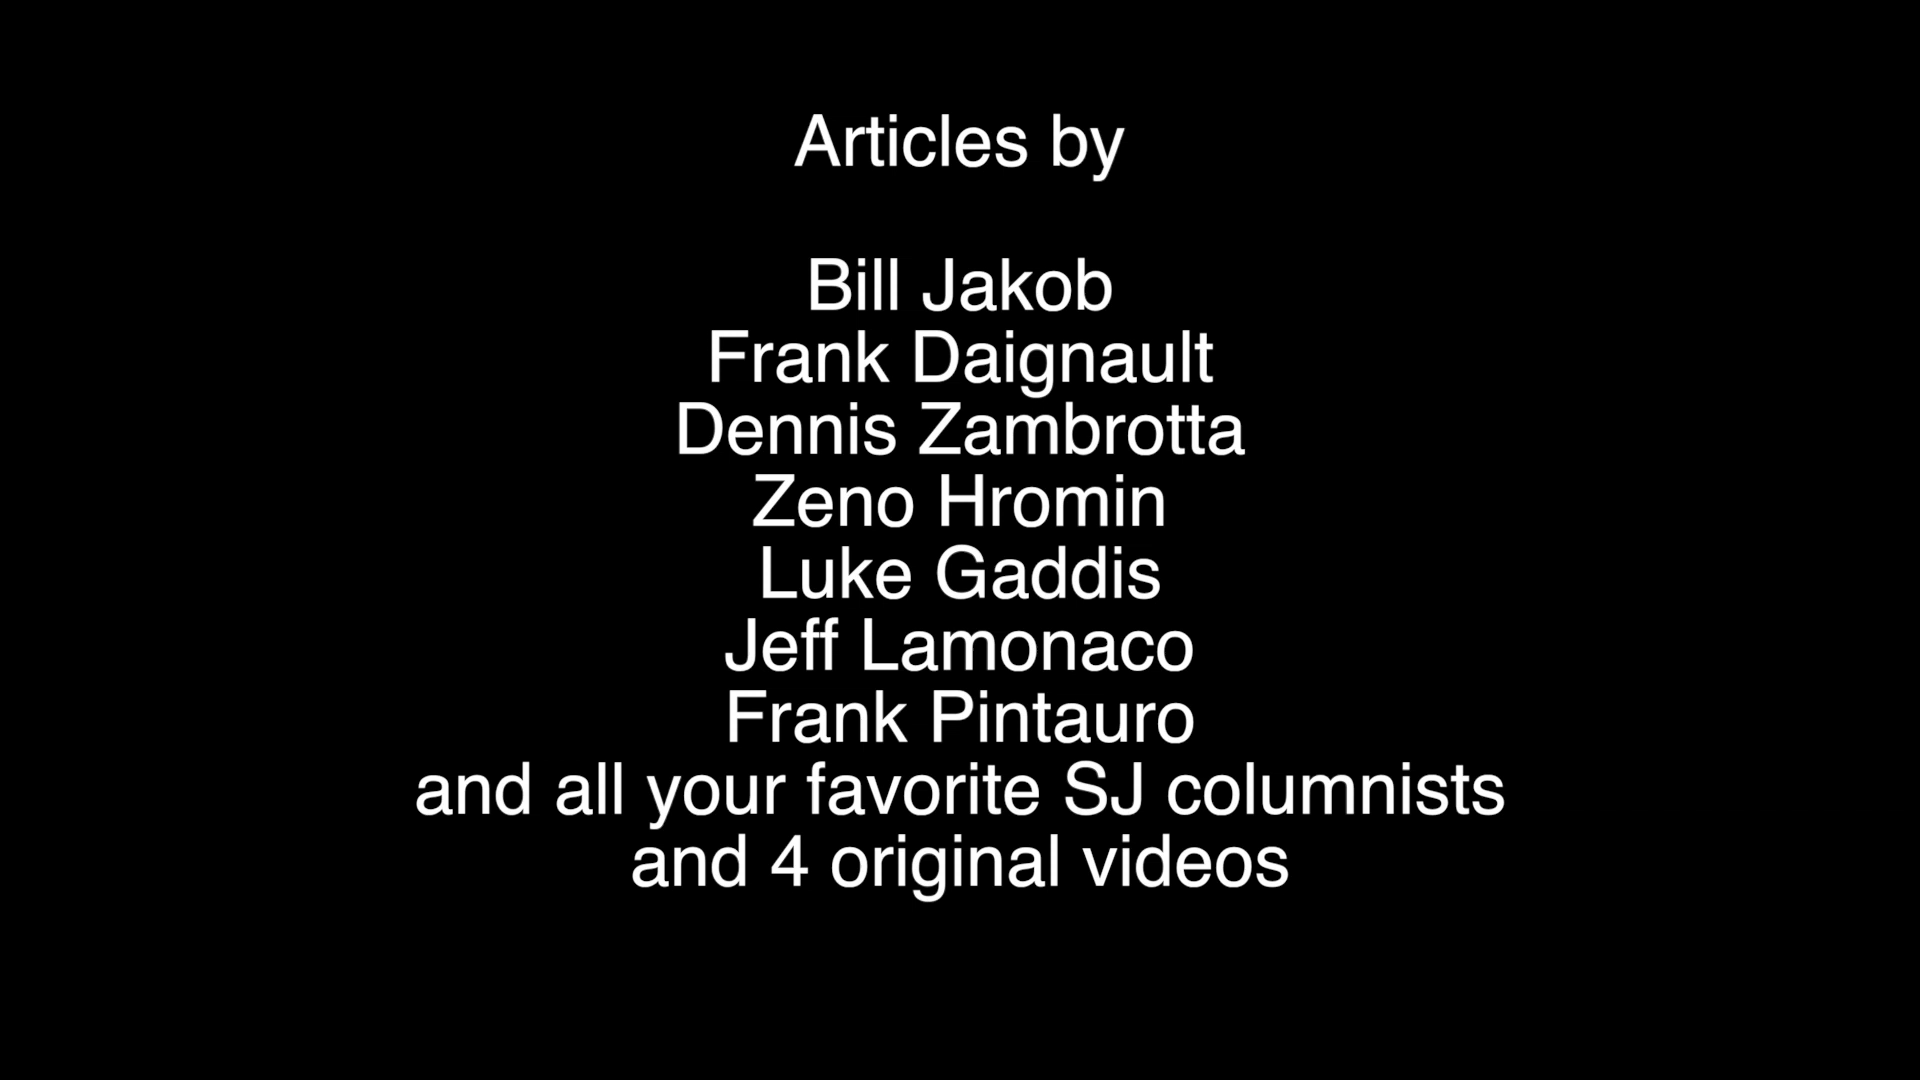 Articles by
Bill Jakob
Frank Daignault
Dennis Zambrotta
Zeno Hromin
Luke Gaddis
Jeff Lamonaco
Frank Pintauro
and all your favorite SJ columnists
and 4 original videos